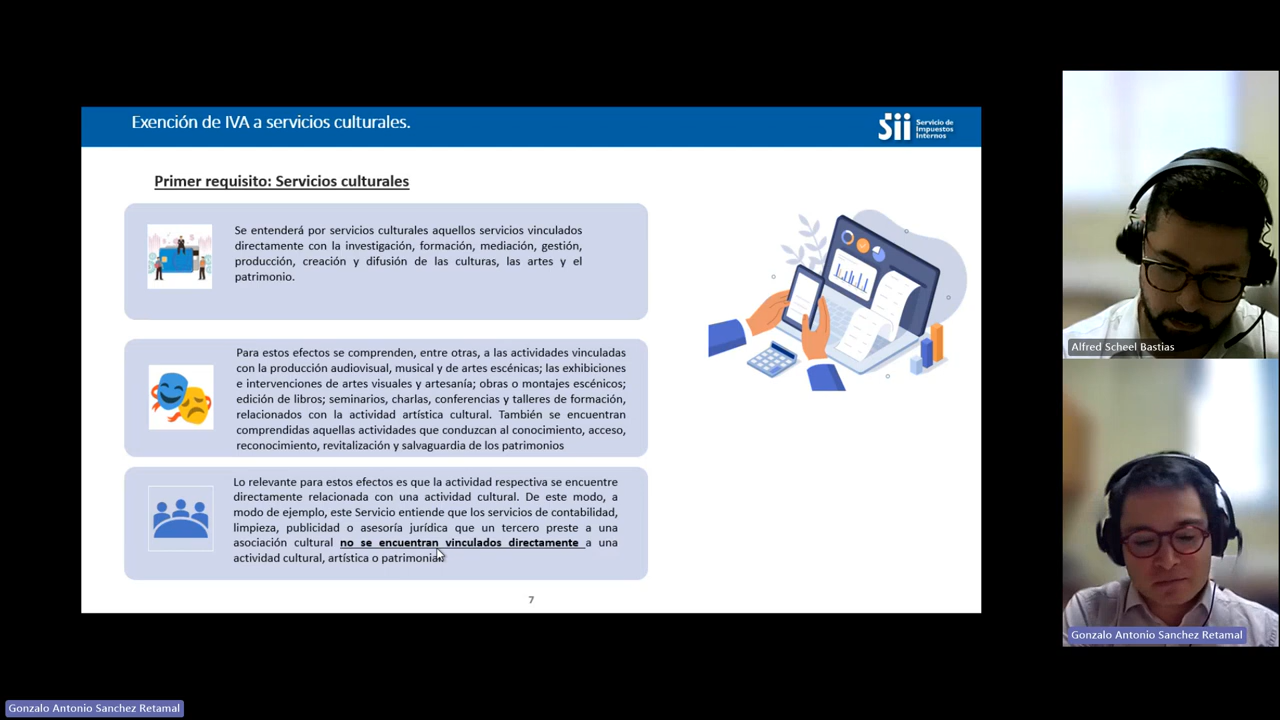 Exención de IVA a servicios culturales.
Sii Servicio de
Impuestos
Internos
Primer requisito: Servicios culturales
Se entenderá por servicios culturales aquellos servicios vinculados
directamente con la investigación, formación, mediación, gestión,
producción, creación y difusión de las culturas, las artes y el
patrimonio.
Para estos efectos se comprenden, entre otras, a las actividades vinculadas
con la producción audiovisual, musical y de artes escénicas; las exhibiciones
e intervenciones de artes visuales y artesanía; obras o montajes escénicos;
edición de libros; seminarios, charlas, conferencias y talleres de formación,
relacionados con la actividad artística cultural. También se encuentran
comprendidas aquellas actividades que conduzcan al conocimiento, acceso,
reconocimiento, revitalización y salvaguardia de los patrimonios
Lo relevante para estos efectos es que la actividad respectiva se encuentre
directamente relacionada con una actividad cultural. De este modo, a
modo de ejemplo, este Servicio entiende que los servicios de contabilidad,
limpieza, publicidad o asesoría jurídica que un tercero preste a una
asociación cultural no se encuentran vinculados directamente a una
actividad cultural, artística o patrimonial.
7
Alfred Scheel Bastias
Gonzalo Antonio Sanchez Retamal
Gonzalo Antonio Sanchez Retamal